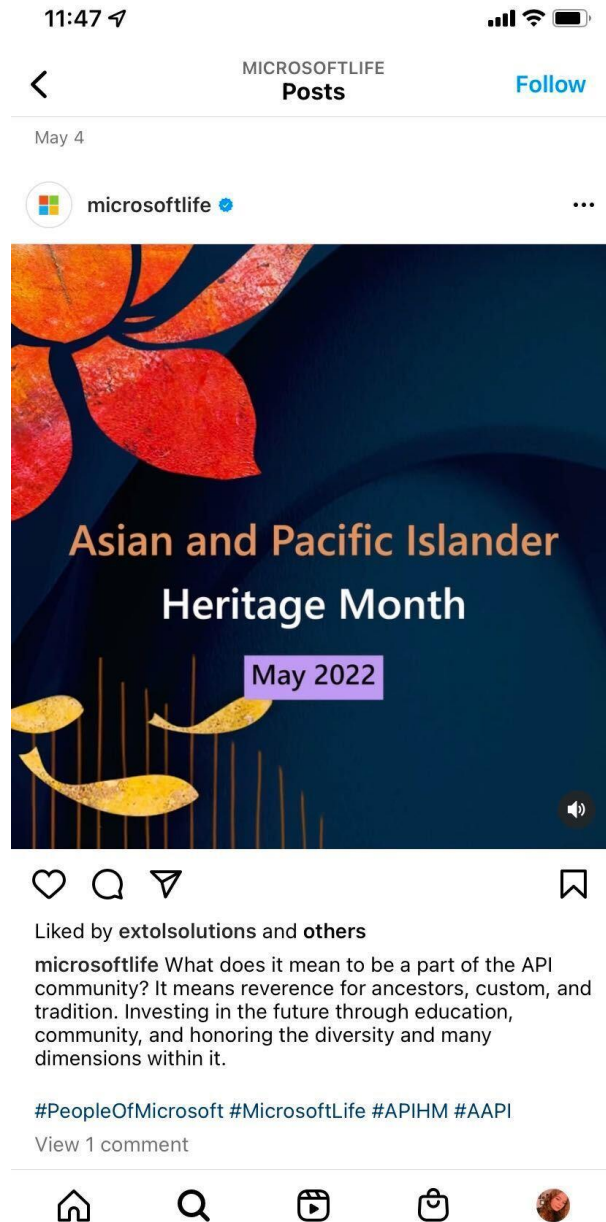 11:47
MICROSOFTLIFE
Posts
Follow
May 4
microsoftlife
Asian and Pacific Islander
Heritage Month
May 2022
Liked by extolsolutions and others
microsoftlife What does it mean to be a part of the API
community? It means reverence for ancestors, custom, and
tradition. Investing in the future through education,
community, and honoring the diversity and many
dimensions within it.
#PeopleOfMicrosoft #MicrosoftLife #APIHM #AAPI
View 1 comment